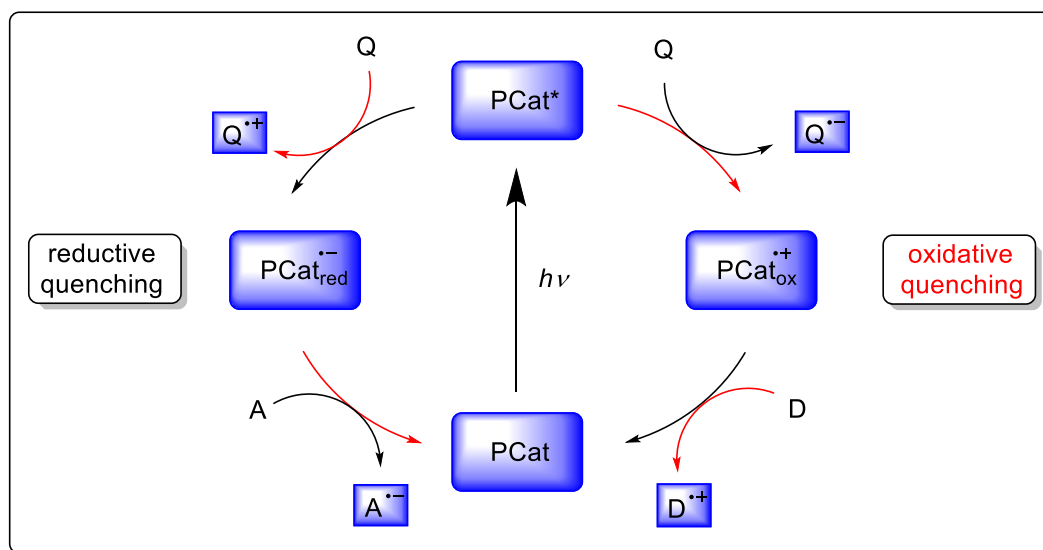 Q
Q
PCat*
Q•+
Q•−
reductive
quenching
PCat•−red
hν
PCat•+ox
oxidative
quenching
A
D
PCat
A•−
D•+